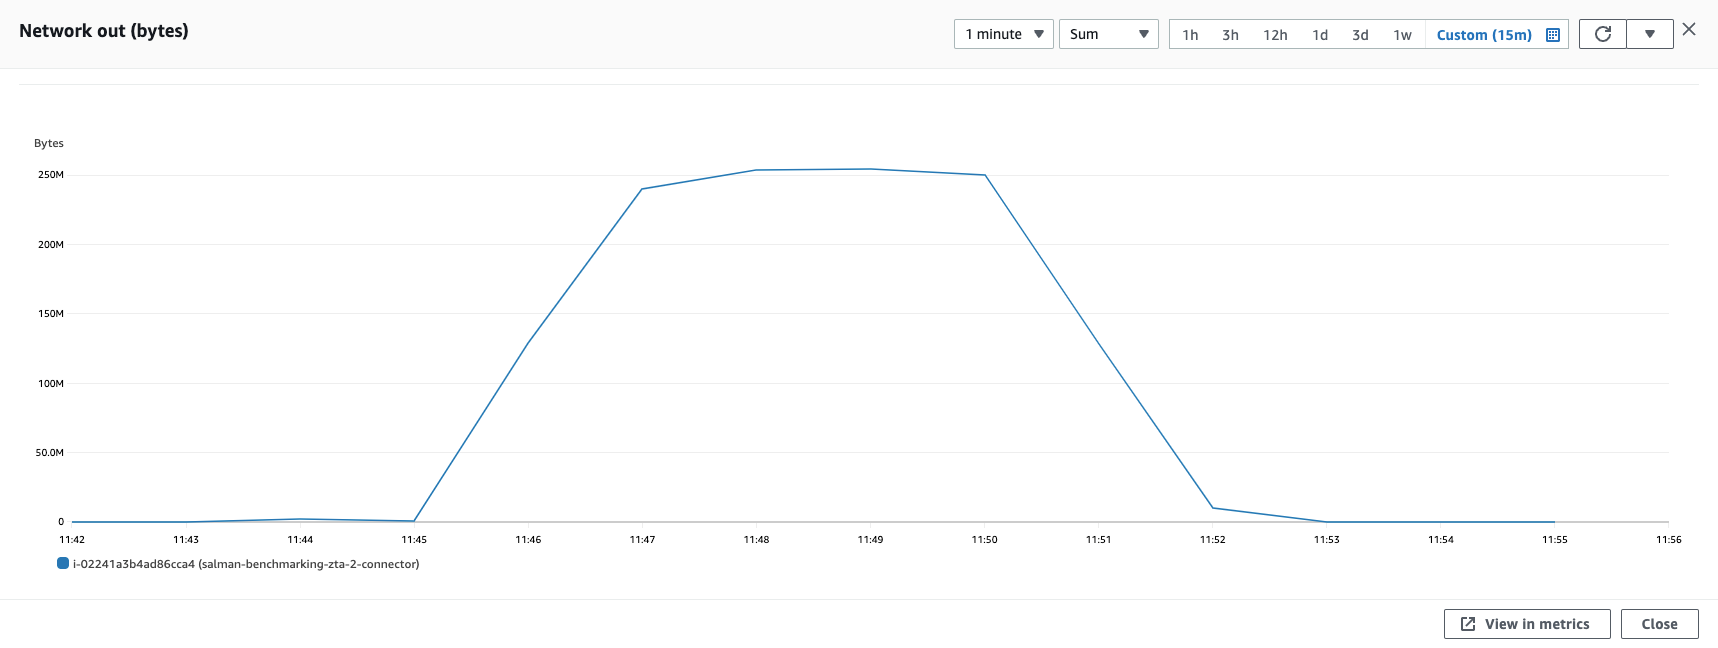 Network out (bytes)
1 minute
Sum
1h 3h 12h 1d 3d 1w Custom (15m)
Bytes
250M
200M
150M
100M
50.0M
0
11:42 11:43 11:44 11:45 11:46 11:47 11:48 11:49 11:50 11:51 11:52 11:53 11:54 11:55 11:56
i-02241a3b4ad86cca4 (salman-benchmarking-zta-2-connector)
View in metrics
Close